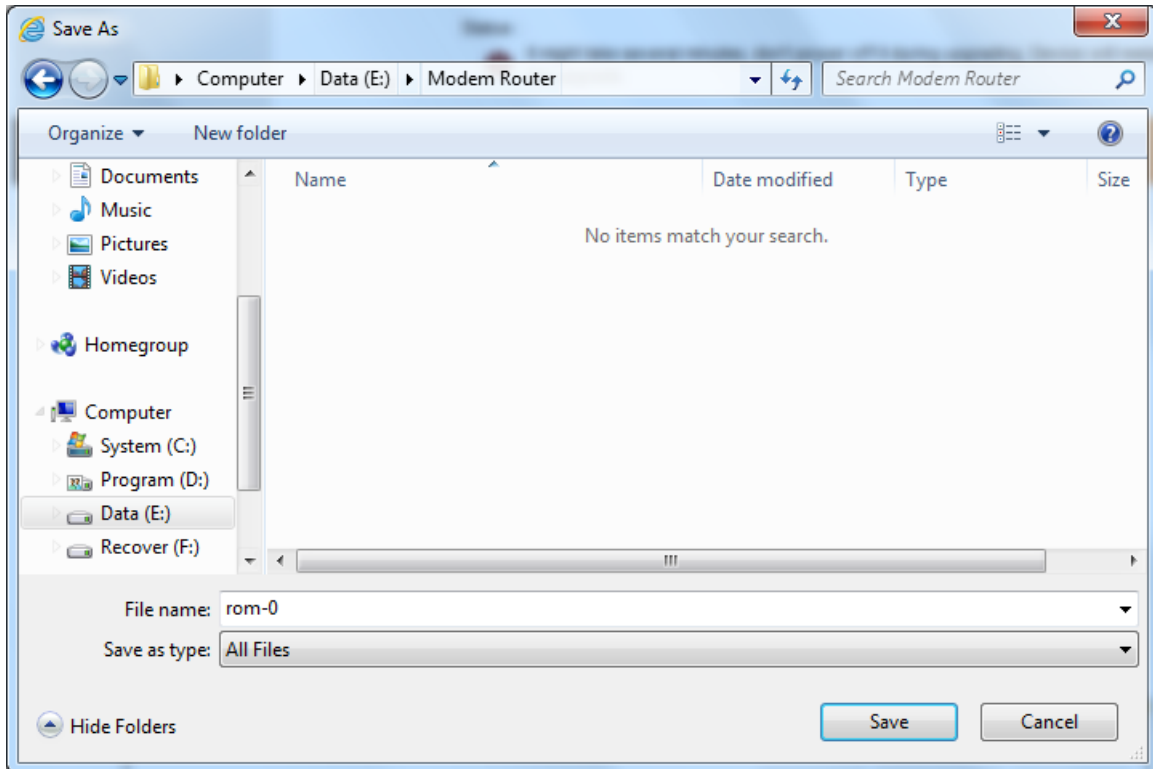 Save As
Computer Data (E:) Modem Router Search Modem Router
Organize New folder
Name Date modified Type Size
No items match your search.
Documents
Music
Pictures
Videos
Homegroup
Computer
System (C:)
Program (D:)
Data (E:)
Recover (F:)
File name: rom-0
Save as type: All Files
Hide Folders Save Cancel